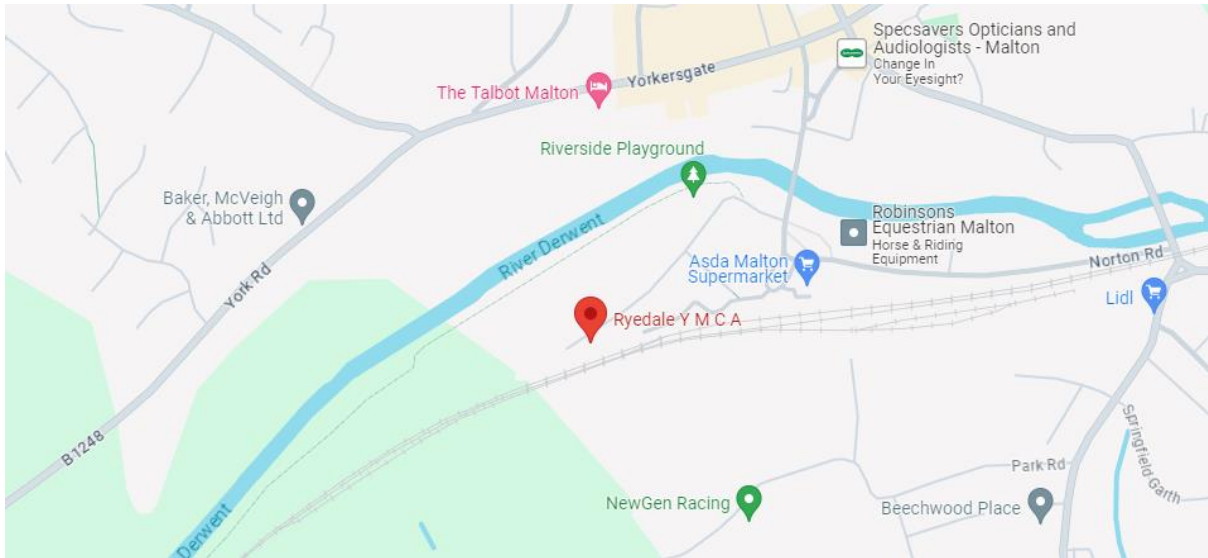 Specsavers Opticians and
Audiologists - Malton
Change In
Your Eyesight?
Yorkersgate
The Talbot Malton
Riverside Playground
Baker, McVeigh
& Abbott Ltd
River Derwent
Robinsons
Equestrian Malton
Horse & Riding
Equipment
Asda Malton
Supermarket
Norton Rd
York Rd
Lidl
Ryedale Y M C A
B1248
Springfield Garth
Park Rd
NewGen Racing
Beechwood Place
Derwent